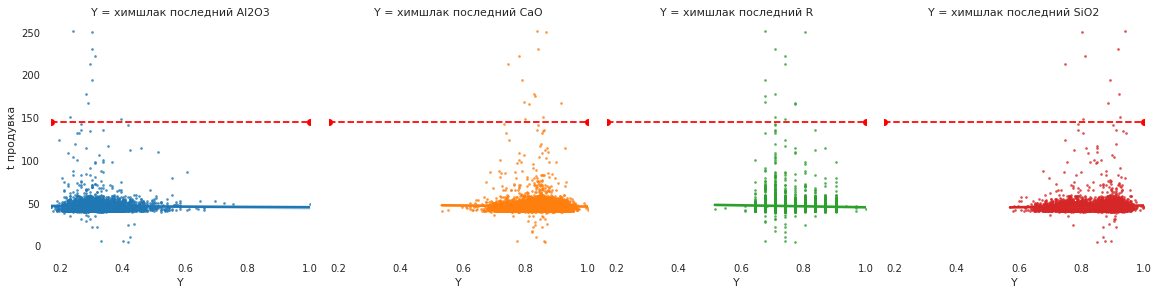 Y = химшлак последний Al2O3
Y = химшлак последний CaO
Y = химшлак последний R
Y = химшлак последний SiO2
t продувка
250
200
150
100
50
0
0.2 0.4 0.6 0.8 1.0
0.2 0.4 0.6 0.8 1.0
0.2 0.4 0.6 0.8 1.0
0.2 0.4 0.6 0.8 1.0
Y
Y
Y
Y